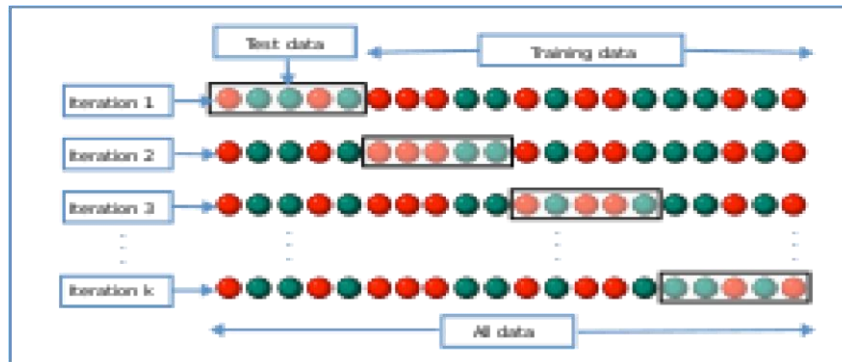 Test data
Training data
Iteration 1
Iteration 2
Iteration 3
Iteration k
All data